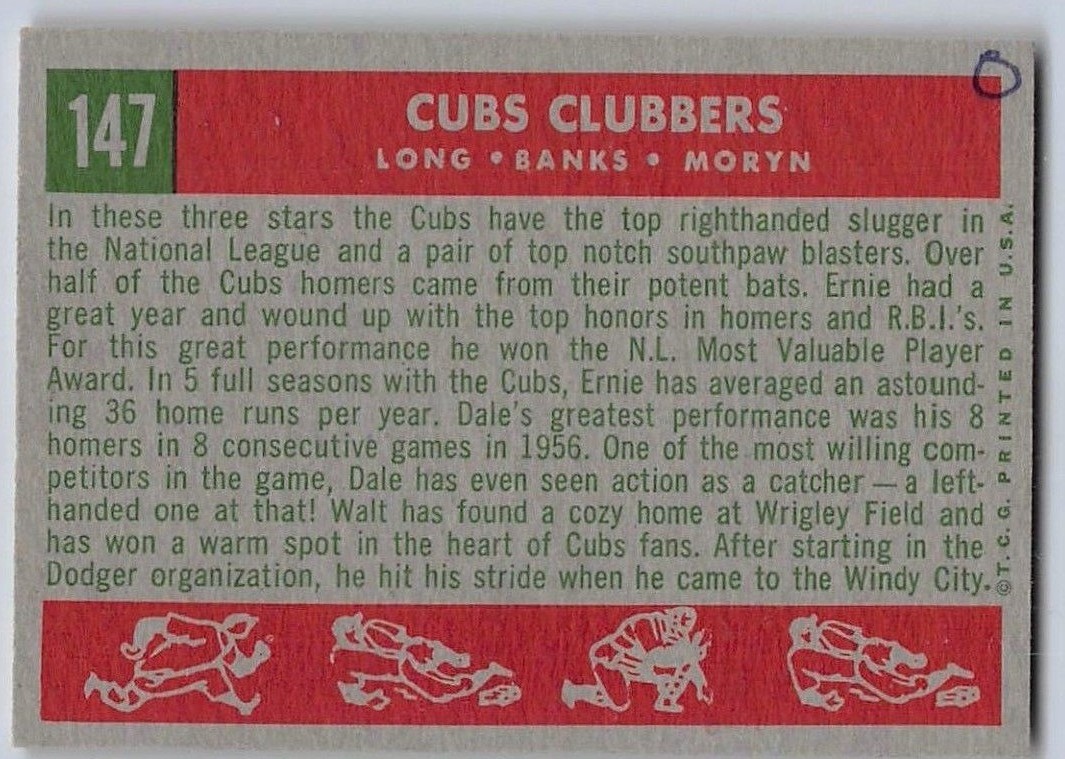 147
CUBS CLUBBERS
LONG • BANKS • MORYN
In these three stars the Cubs have the top righthanded slugger in
the National League and a pair of top notch southpaw blasters. Over
half of the Cubs homers came from their potent bats. Ernie had a
great year and wound up with the top honors in homers and R.B.I.'s.
For this great performance he won the N.L. Most Valuable Player
Award. In 5 full seasons with the Cubs, Ernie has averaged an astound-
ing 36 home runs per year. Dale's greatest performance was his 8
homers in 8 consecutive games in 1956. One of the most willing com-
petitors in the game, Dale has even seen action as a catcher — a left-
handed one at that! Walt has found a cozy home at Wrigley Field and
has won a warm spot in the heart of Cubs fans. After starting in the
Dodger organization, he hit his stride when he came to the Windy City.
©T.C.G. PRINTED IN U.S.A.